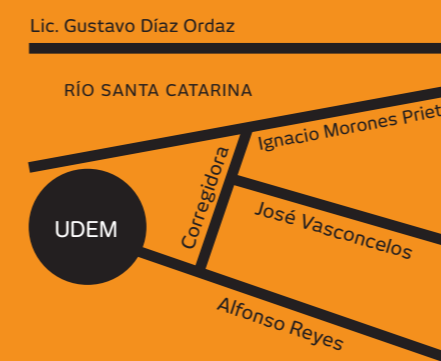 Lic. Gustavo Díaz Ordaz
RÍO SANTA CATARINA
Ignacio Morones Priet
Corregidora
José Vasconcelos
UDEM
Alfonso Reyes